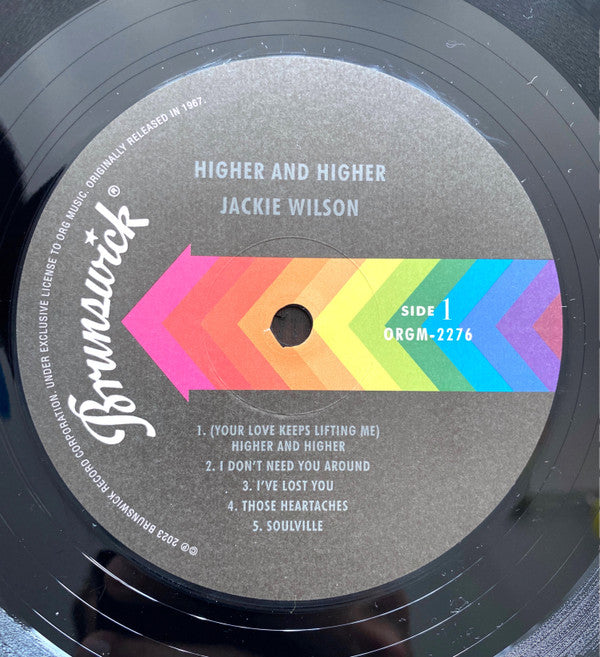 HIGHER AND HIGHER
JACKIE WILSON
Brunswick®
SIDE 1
ORGM-2276
1. (YOUR LOVE KEEPS LIFTING ME)
HIGHER AND HIGHER
2. I DON'T NEED YOU AROUND
3. I'VE LOST YOU
4. THOSE HEARTACHES
5. SOULVILLE
©℗ 2023 BRUNSWICK RECORD CORPORATION. UNDER EXCLUSIVE LICENSE TO ORG MUSIC. ORIGINALLY RELEASED IN 1967.